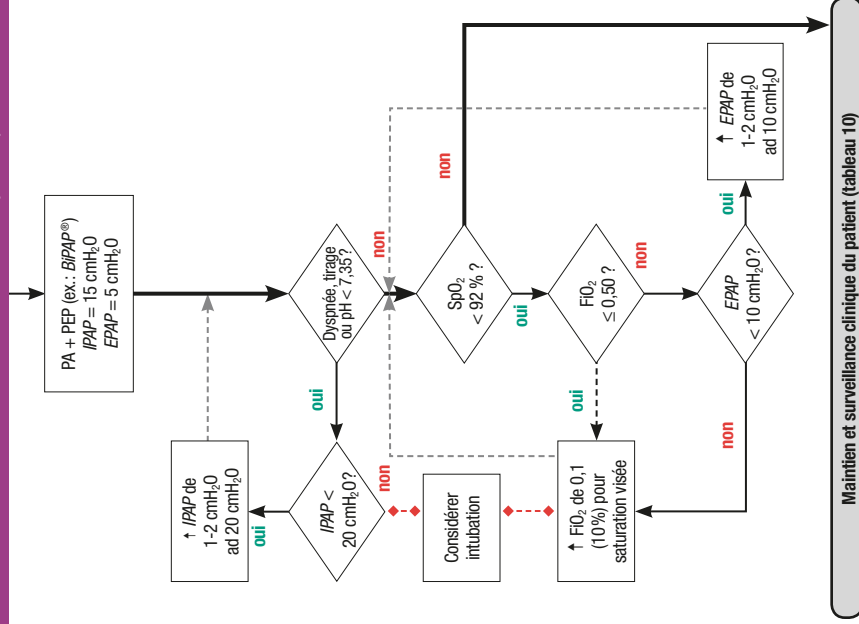 PA + PEP (ex.: BiPAP®)
IPAP = 15 cmH₂O
EPAP = 5 cmH₂O
Dyspnée, tirage
ou pH < 7,35?
oui
non
IPAP <
20 cmH₂O?
oui
non
↑ IPAP de
1-2 cmH₂O
ad 20 cmH₂O
Considérer
intubation
SpO₂
< 92 % ?
non
oui
FiO₂
≤ 0,50 ?
oui
non
↑ FiO₂ de 0,1
(10%) pour
saturation visée
EPAP
< 10 cmH₂O?
oui
non
↑ EPAP de
1-2 cmH₂O
ad 10 cmH₂O
Maintien et surveillance clinique du patient (tableau 10)